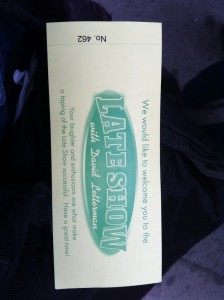 No. 462
We would like to welcome you to the
LATE SHOW
with David Letterman
Your laughter and enthusiasm are what make
a taping of the Late Show successful. Have a great time!